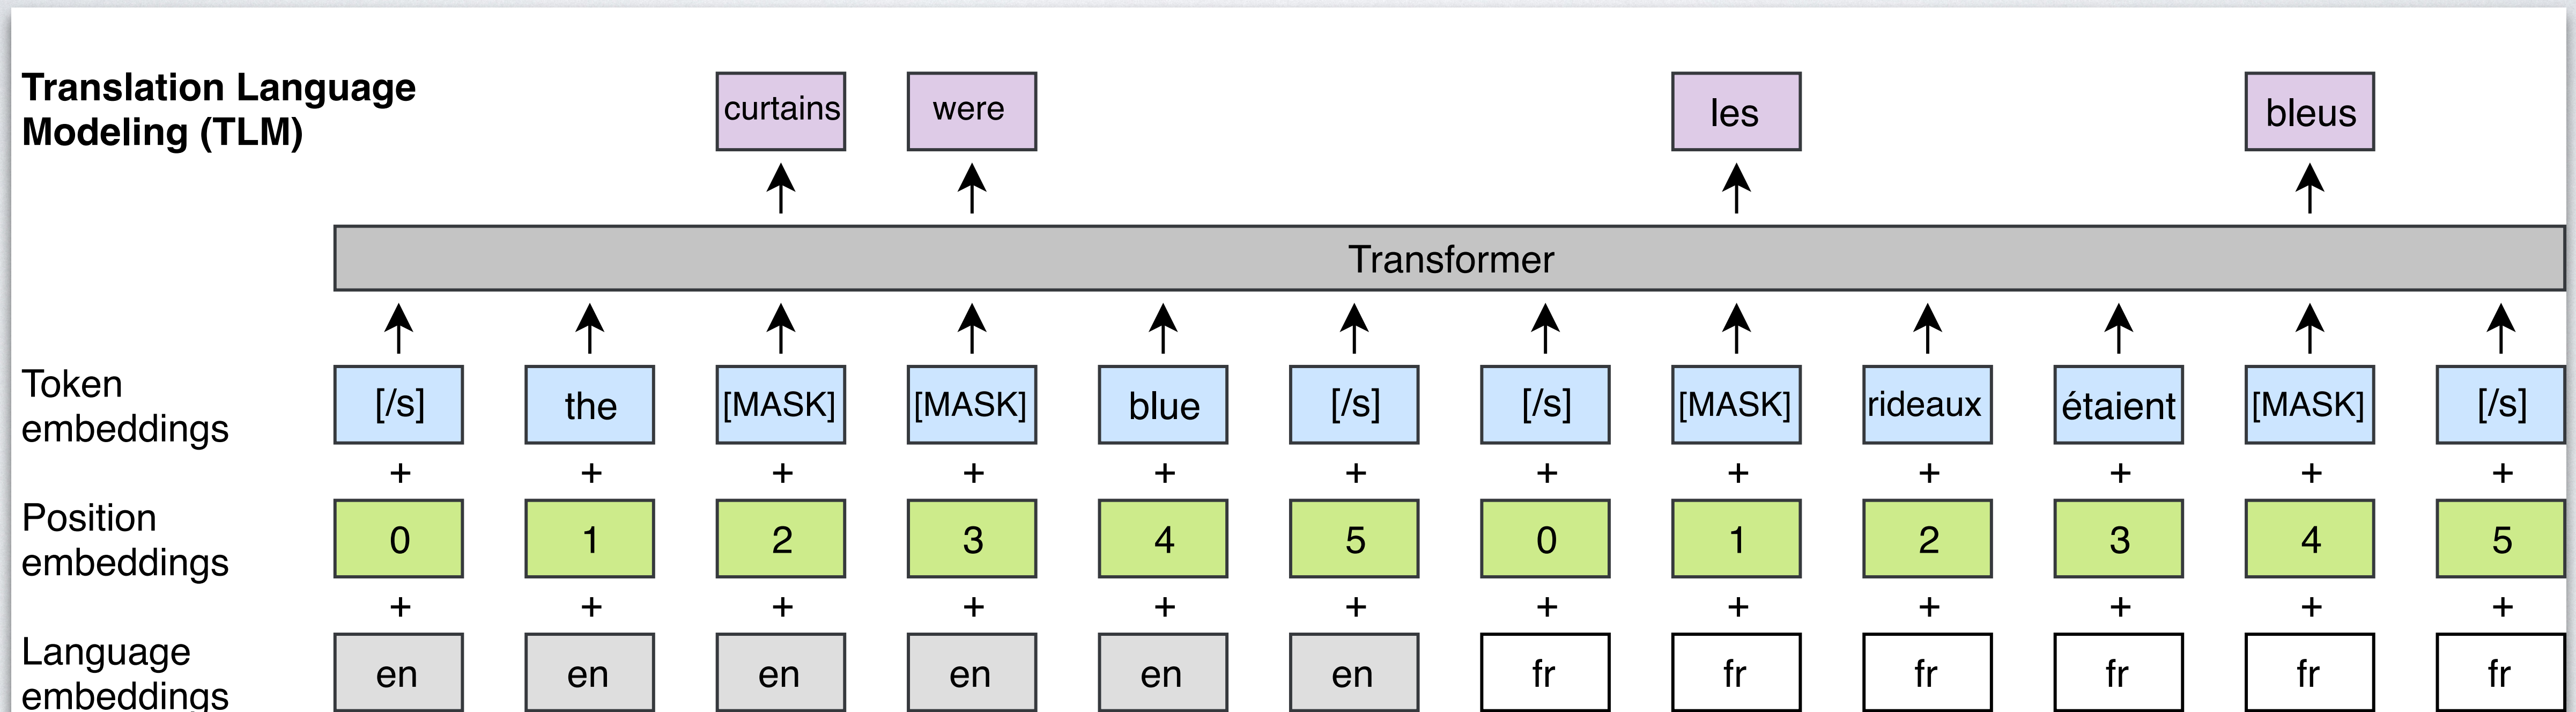 Translation Language
Modeling (TLM)
curtains were les bleus
Transformer
Token
embeddings
[/s] the [MASK] [MASK] blue [/s] [/s] [MASK] rideaux étaient [MASK] [/s]
+ + + + + + + + + + + +
Position
embeddings
0 1 2 3 4 5 0 1 2 3 4 5
+ + + + + + + + + + + +
Language
embeddings
en en en en en en fr fr fr fr fr fr